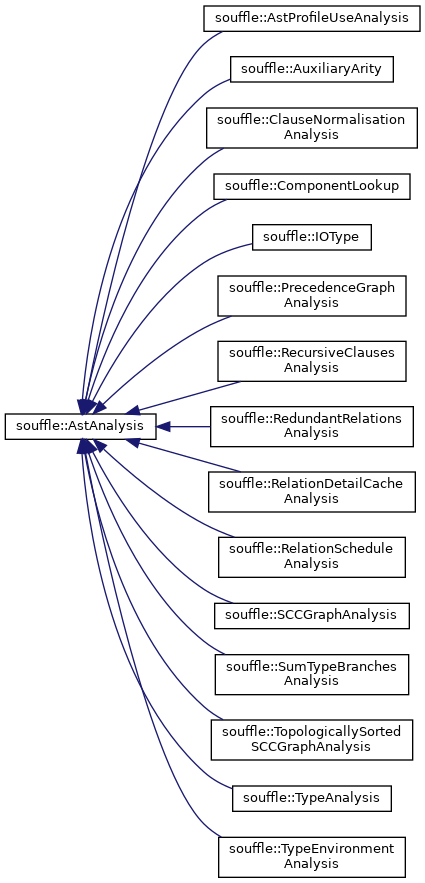 souffle::AstProfileUseAnalysis
souffle::AuxiliaryArity
souffle::ClauseNormalisation
Analysis
souffle::ComponentLookup
souffle::IOType
souffle::PrecedenceGraph
Analysis
souffle::RecursiveClauses
Analysis
souffle::AstAnalysis
souffle::RedundantRelations
Analysis
souffle::RelationDetailCache
Analysis
souffle::RelationSchedule
Analysis
souffle::SCCGraphAnalysis
souffle::SumTypeBranches
Analysis
souffle::TopologicallySorted
SCCGraphAnalysis
souffle::TypeAnalysis
souffle::TypeEnvironment
Analysis